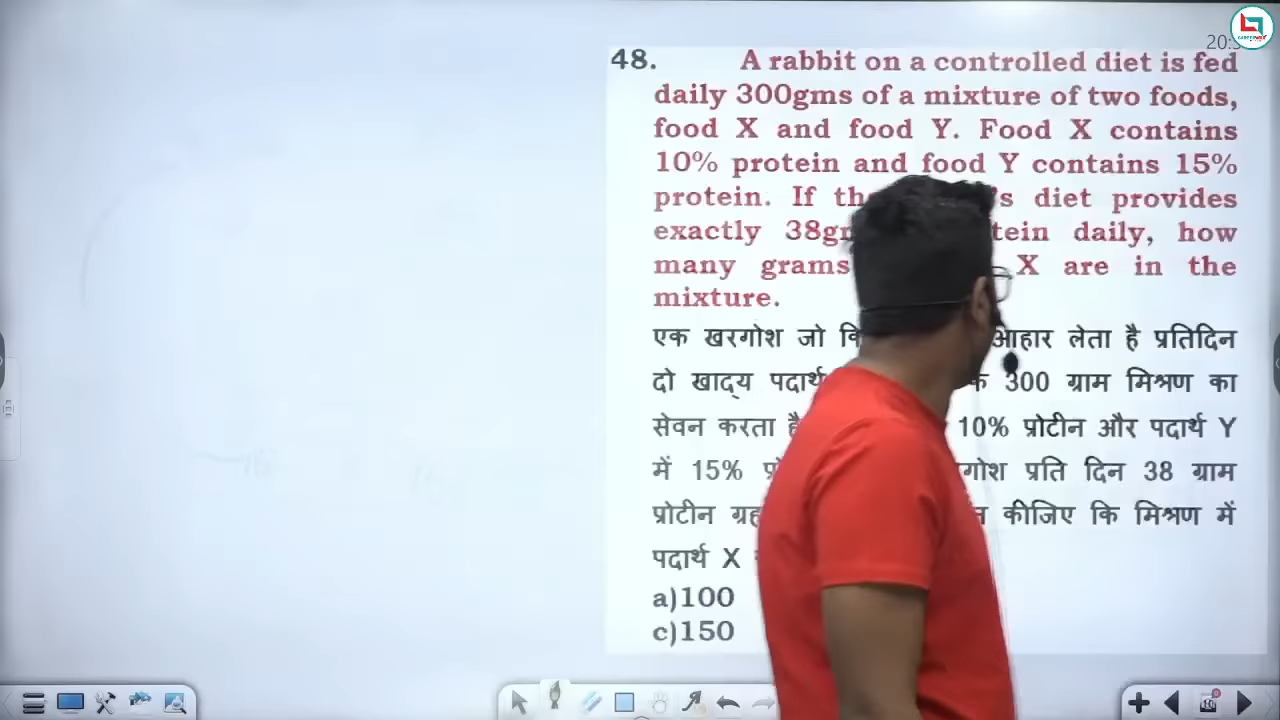 20:
48. A rabbit on a controlled diet is fed
daily 300gms of a mixture of two foods,
food X and food Y. Food X contains
10% protein and food Y contains 15%
protein. If 's diet provides
exactly daily, how
many grams X are in the
mixture.
एक खरगोश जो आहार लेता है प्रतिदिन
दो खाद्य पदार्थ 300 ग्राम मिश्रण का
सेवन करता 10% प्रोटीन और पदार्थ Y
में 15% प्रति दिन 38 ग्राम
प्रोटीन कीजिए कि मिश्रण में
पदार्थ X
a)100
c)150